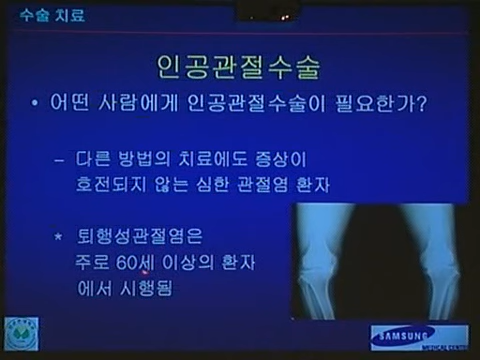 수술 치료
인공관절수술
• 어떤 사람에게 인공관절수술이 필요한가?
– 다른 방법의 치료에도 증상이
호전되지 않는 심한 관절염 환자
* 퇴행성관절염은
주로 60세 이상의 환자
에서 시행됨
SAMSUNG
MEDICAL CENTER